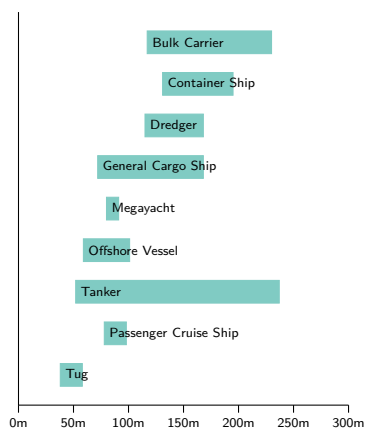 Bulk Carrier
Container Ship
Dredger
General Cargo Ship
Megayacht
Offshore Vessel
Tanker
Passenger Cruise Ship
Tug
0m 50m 100m 150m 200m 250m 300m